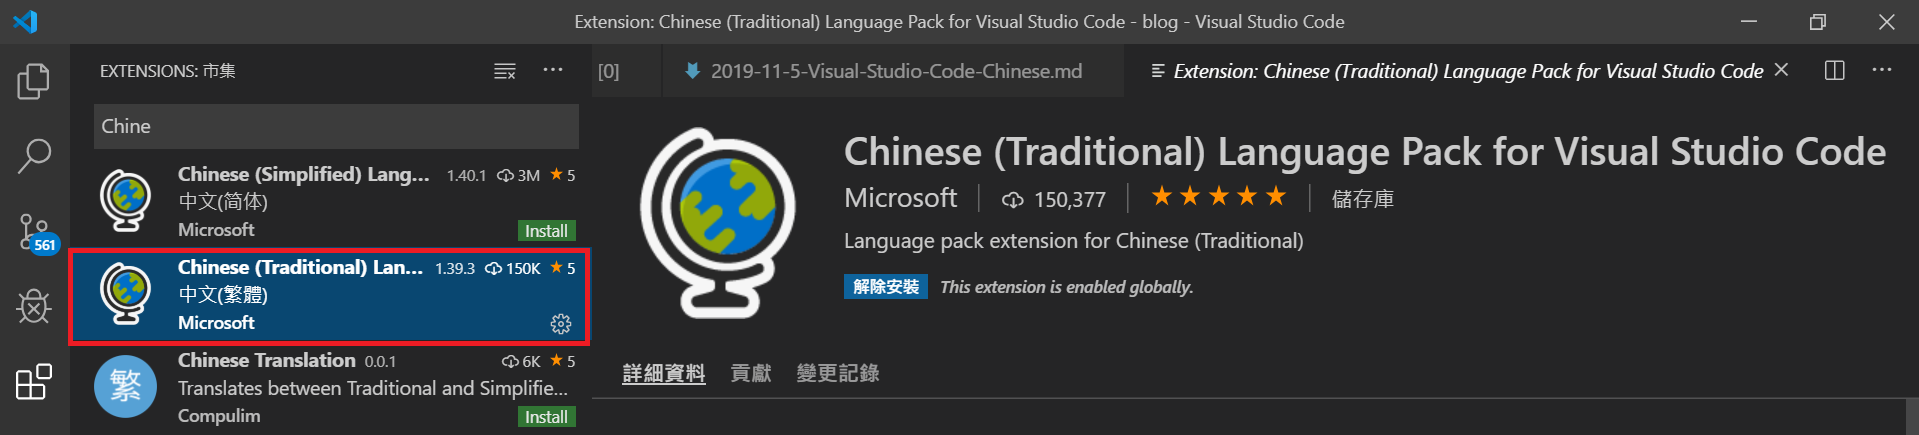 Extension: Chinese (Traditional) Language Pack for Visual Studio Code - blog - Visual Studio Code
EXTENSIONS: 市集
Chine
Chinese (Simplified) Lang... 1.40.1 3M ★ 5
中文(简体)
Microsoft Install
Chinese (Traditional) Lan... 1.39.3 150K ★ 5
中文(繁體)
Microsoft
繁
Chinese Translation 0.0.1 6K ★ 5
Translates between Traditional and Simplifie...
Compulim Install
561
[0] 2019-11-5-Visual-Studio-Code-Chinese.md Extension: Chinese (Traditional) Language Pack for Visual Studio Code
Chinese (Traditional) Language Pack for Visual Studio Code
Microsoft 150,377 ★★★★★ 儲存庫
Language pack extension for Chinese (Traditional)
解除安裝 This extension is enabled globally.
詳細資料 貢獻 變更記錄